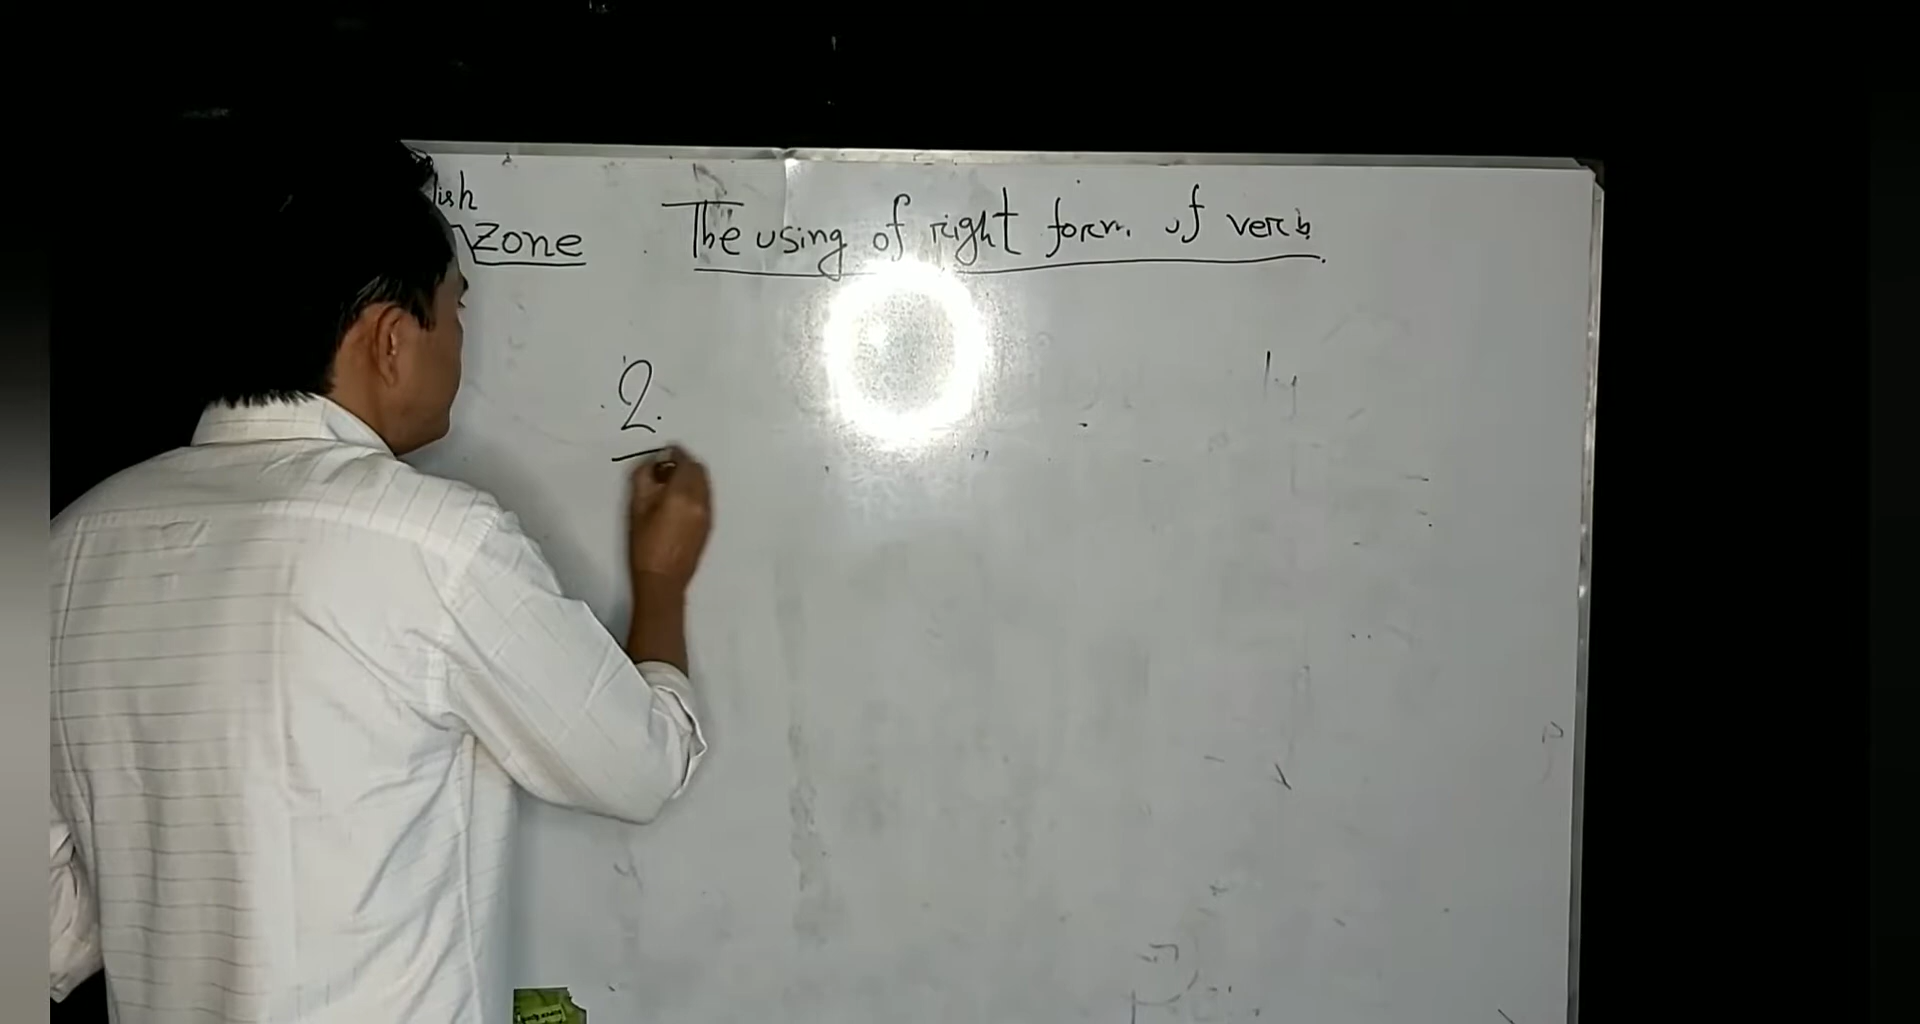 lish
Zone
The using of right form of verb.
2.